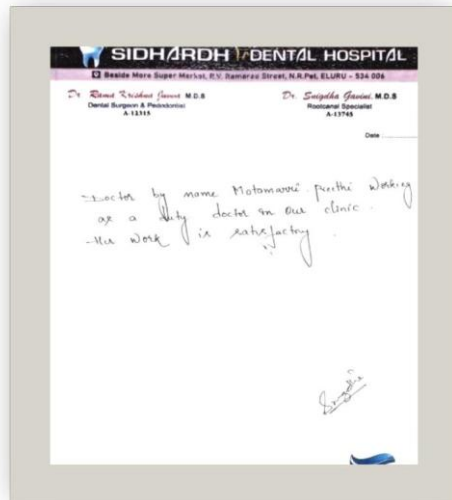 SIDHARDH DENTAL HOSPITAL
Beside More Super Market, P.V. Ramarao Street, N.R.Pet, ELURU - 534 006
Dr. Rama Krishna M.D.S
Dental Surgeon & Pedodontist
A-12315
Dr. Snigdha Gavini, M.D.S
Rootcanal Specialist
A-13748
Date :
Doctor by name Motamarri preethi working
as a duty doctor in our clinic.
Her work is satisfactory
Snigdha